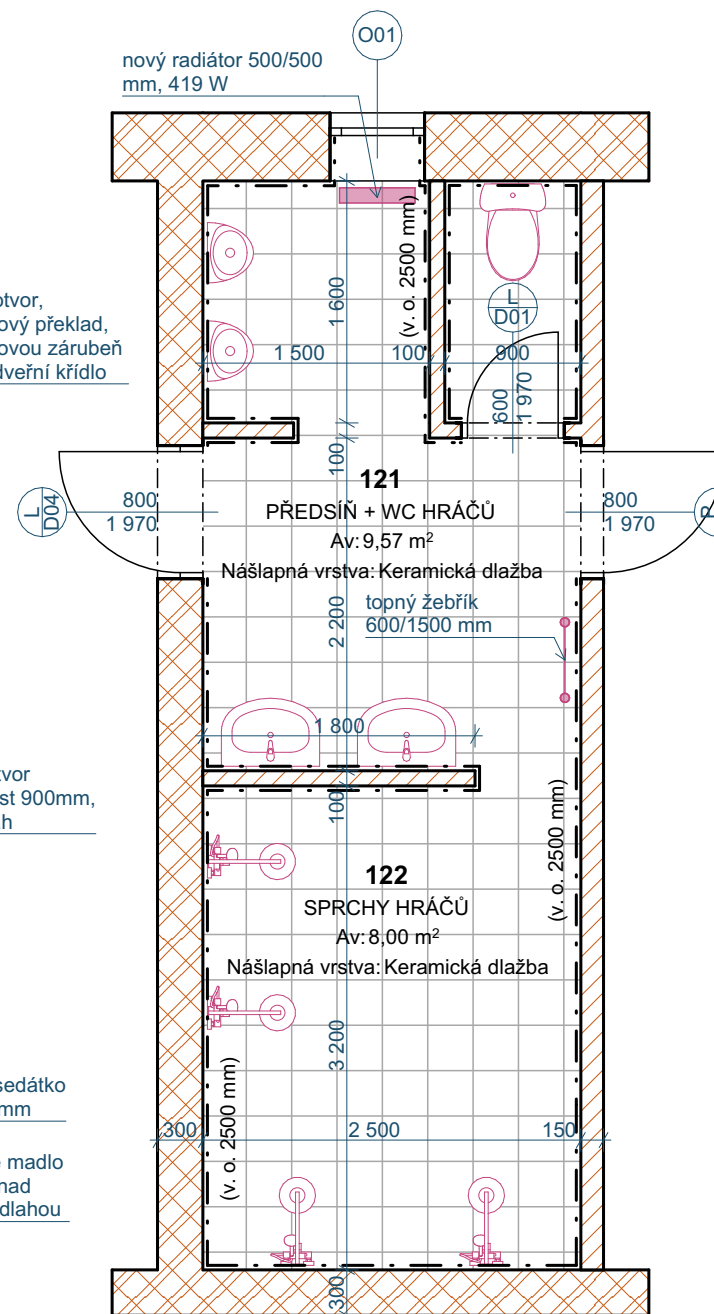 O01
nový radiátor 500/500
mm, 419 W
(v. o. 2500 mm)
1 600
L
D01
otvor,
ový překlad,
ovou zárubeň
dveřní křídlo
1 500
100
900
600
1 970
100
121
PŘEDSÍŇ + WC HRÁČŮ
Av: 9,57 m²
Nášlapná vrstva: Keramická dlažba
L
D04
800
1 970
800
1 970
P
topný žebřík
600/1500 mm
2 200
1 800
tvor
st 900mm,
h
100
(v. o. 2500 mm)
122
SPRCHY HRÁČŮ
Av: 8,00 m²
Nášlapná vrstva: Keramická dlažba
3 200
(v. o. 2500 mm)
sedátko
mm
madlo
nad
dlahou
300
2 500
150
300